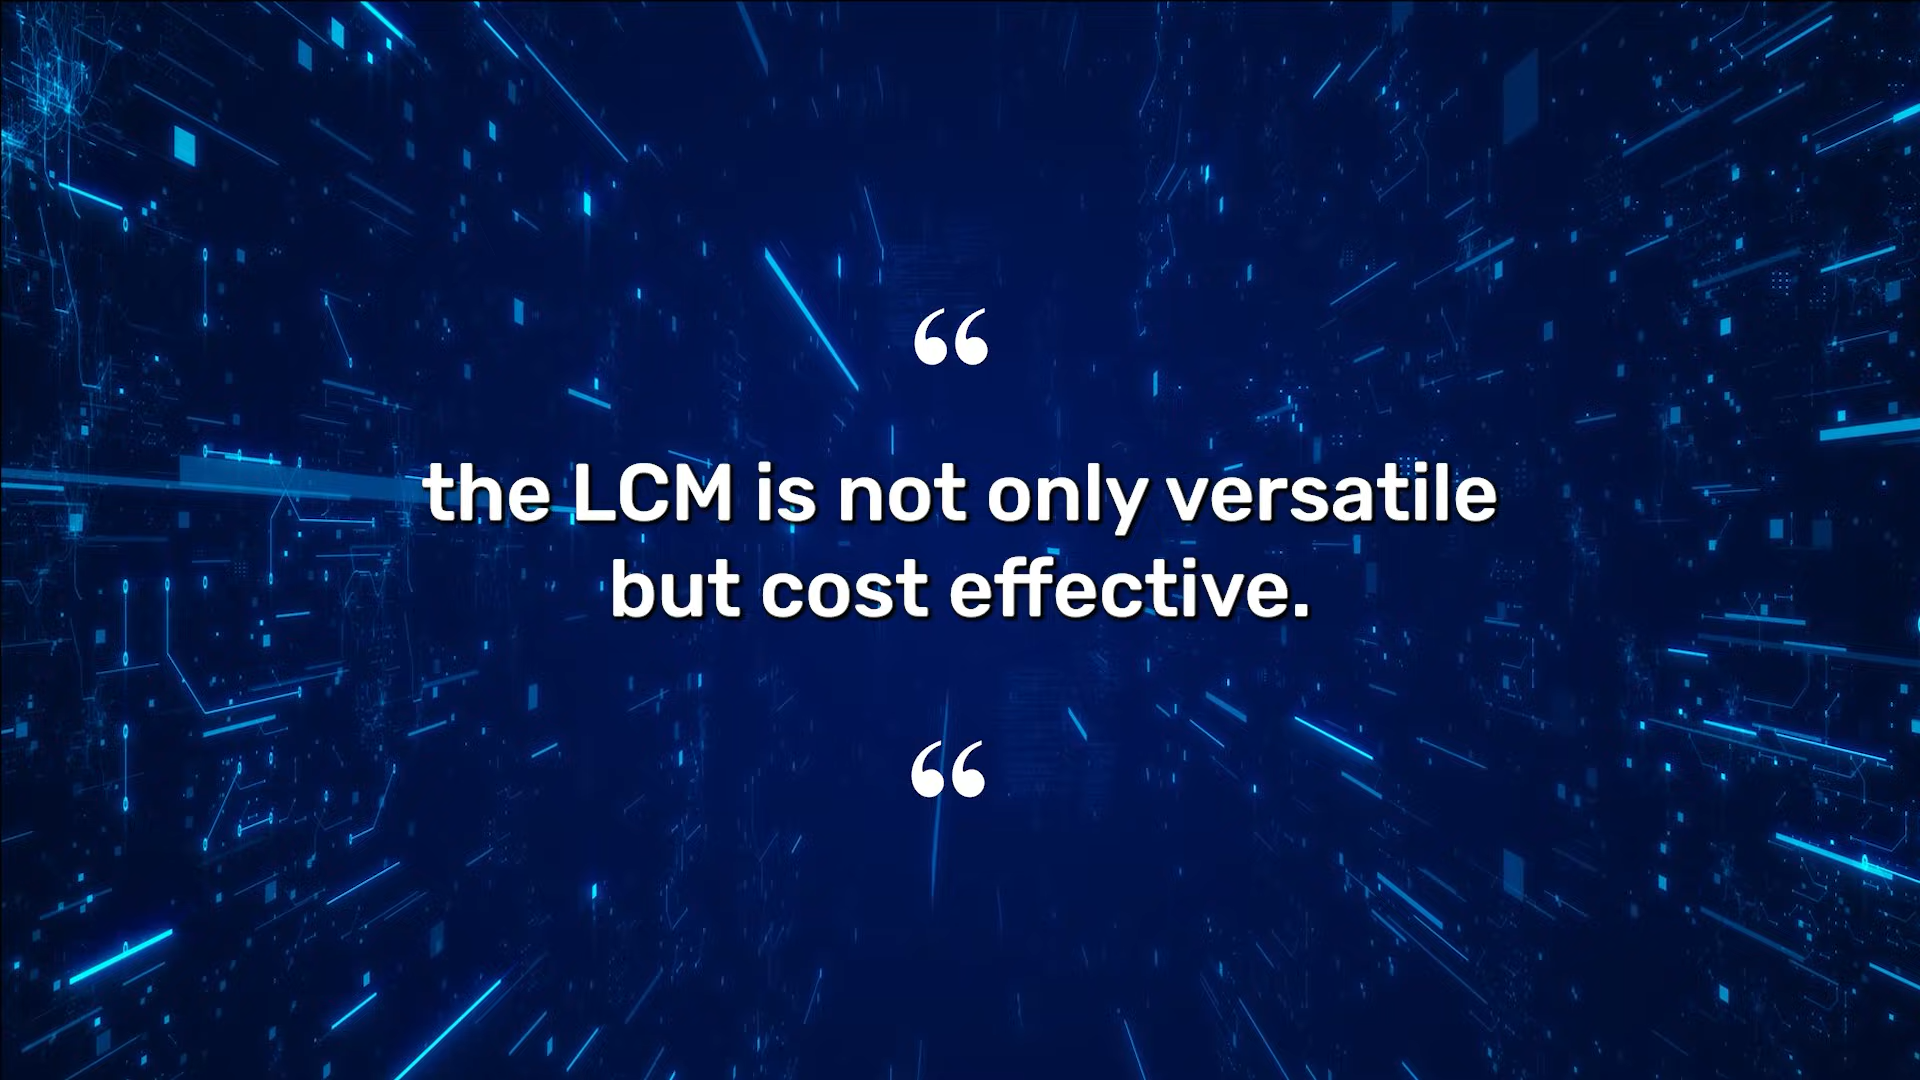 “
the LCM is not only versatile
but cost effective.
“